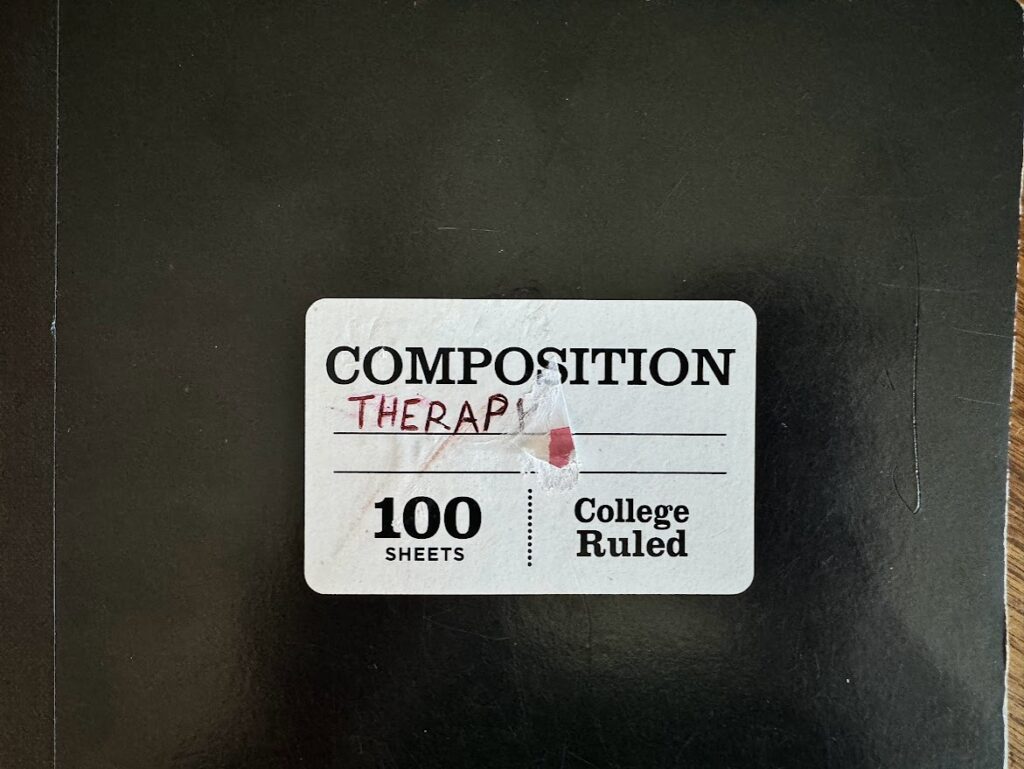 COMPOSITION
THERAPY
100
SHEETS
College
Ruled